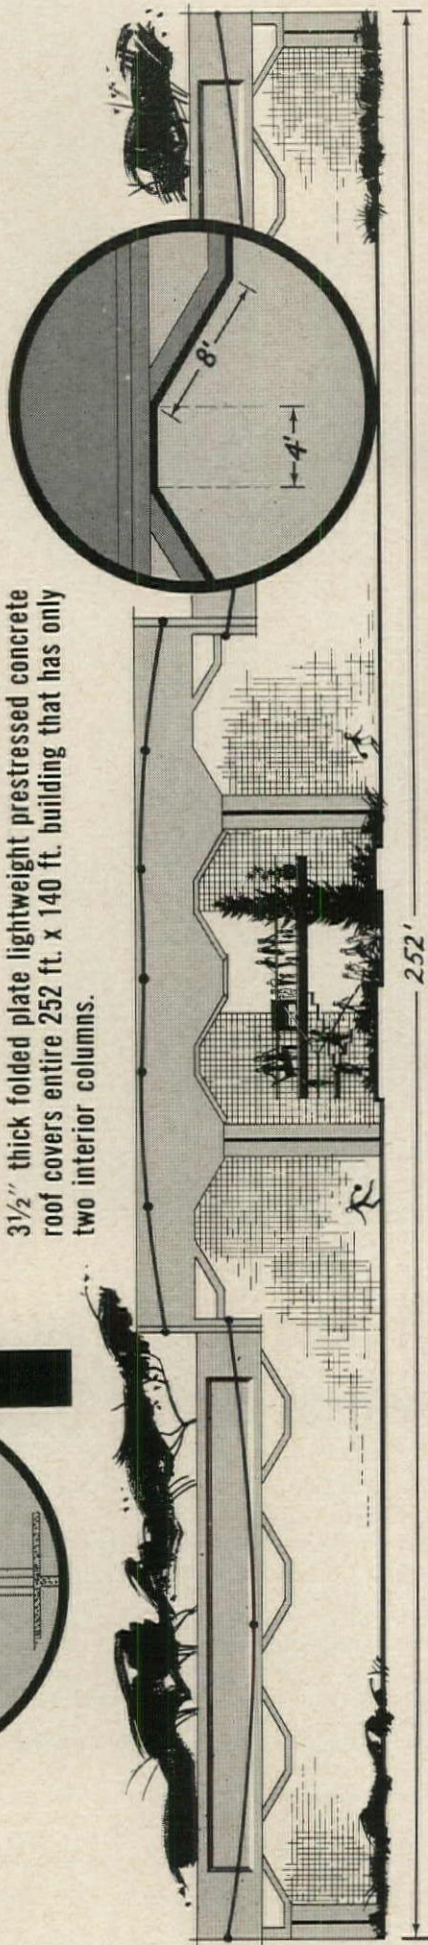 3½″ thick folded plate lightweight prestressed concrete
roof covers entire 252 ft. x 140 ft. building that has only
two interior columns.
8'
4'
252'